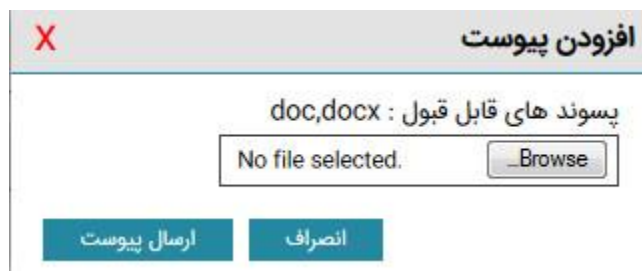 افزودن پیوست X
پسوند های قابل قبول : doc,docx
Browse... No file selected.
انصراف ارسال پیوست